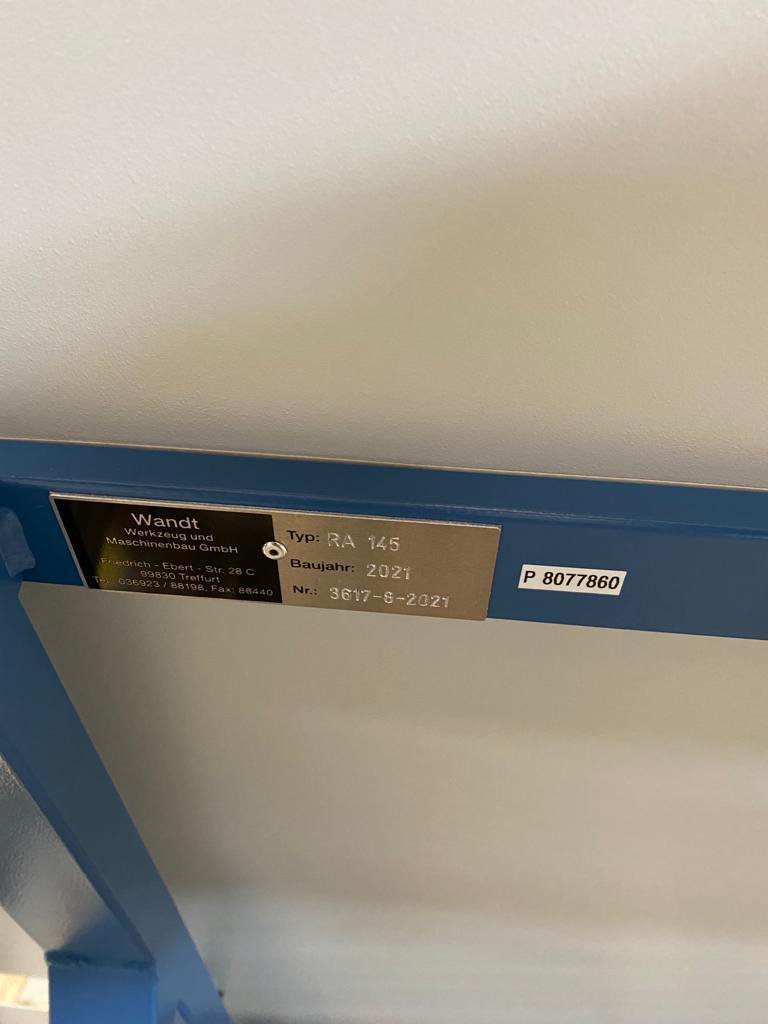 Wandt
Werkzeug und
Maschinenbau GmbH
Friedrich - Ebert - Str. 28 C
99830 Treffurt
Tel.: 036923 / 88198, Fax: 88440
Typ: RA 145
Baujahr: 2021
Nr.: 3617-8-2021
P 8077860